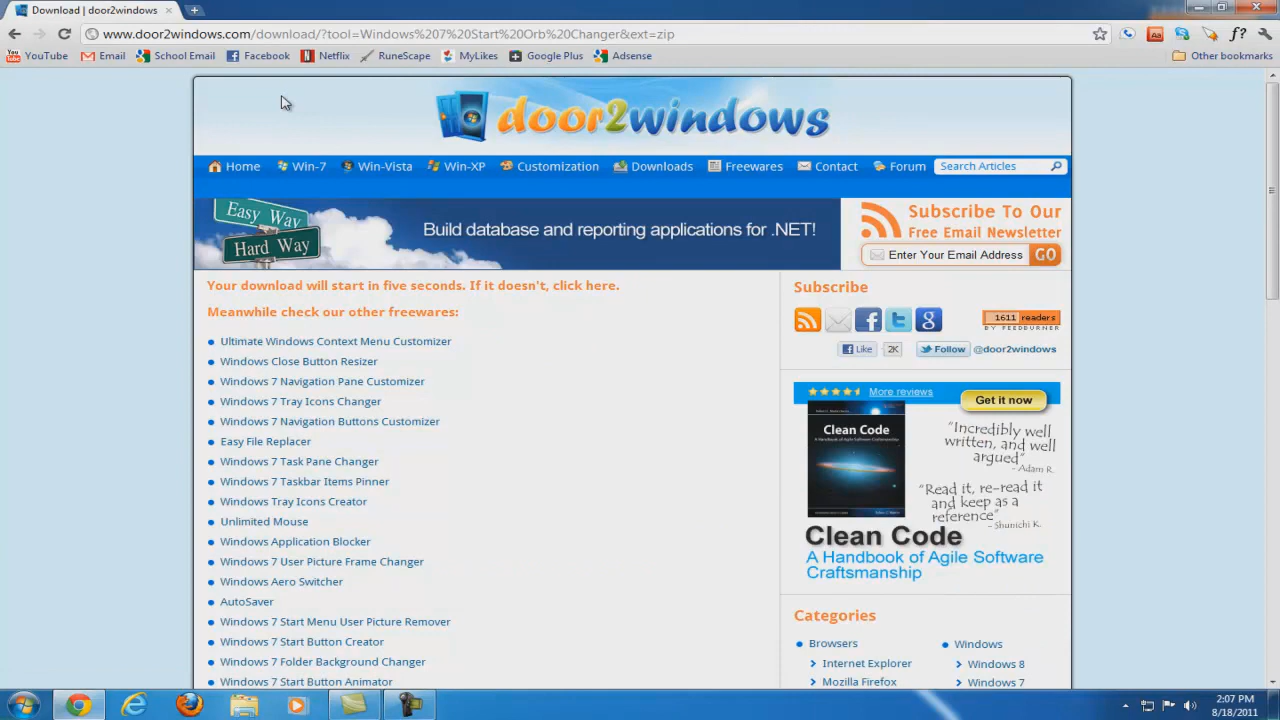 Download | door2windows
www.door2windows.com/download/?tool=Windows%207%20Start%20Orb%20Changer&ext=zip
YouTube Email School Email Facebook Netflix RuneScape MyLikes Google Plus Adsense Other bookmarks
door2windows
Home Win-7 Win-Vista Win-XP Customization Downloads Freewares Contact Forum Search Articles
Easy Way
Hard Way
Build database and reporting applications for .NET!
Subscribe To Our
Free Email Newsletter
Enter Your Email Address GO
Your download will start in five seconds. If it doesn't, click here.
Meanwhile check our other freewares:
Ultimate Windows Context Menu Customizer
Windows Close Button Resizer
Windows 7 Navigation Pane Customizer
Windows 7 Tray Icons Changer
Windows 7 Navigation Buttons Customizer
Easy File Replacer
Windows 7 Task Pane Changer
Windows 7 Taskbar Items Pinner
Windows Tray Icons Creator
Unlimited Mouse
Windows Application Blocker
Windows 7 User Picture Frame Changer
Windows Aero Switcher
AutoSaver
Windows 7 Start Menu User Picture Remover
Windows 7 Start Button Creator
Windows 7 Folder Background Changer
Windows 7 Start Button Animator
Subscribe
1611 readers
BY FEEDBURNER
Like 2K Follow @door2windows
More reviews
Get it now
Clean Code
"Incredibly well
written, and well
argued"
- Adam R.
"Read it, re-read it
and keep as a
reference"
- Shunichi K.
Clean Code
A Handbook of Agile Software
Craftsmanship
Categories
Browsers
Internet Explorer
Mozilla Firefox
Windows
Windows 8
Windows 7
2:07 PM
8/18/2011